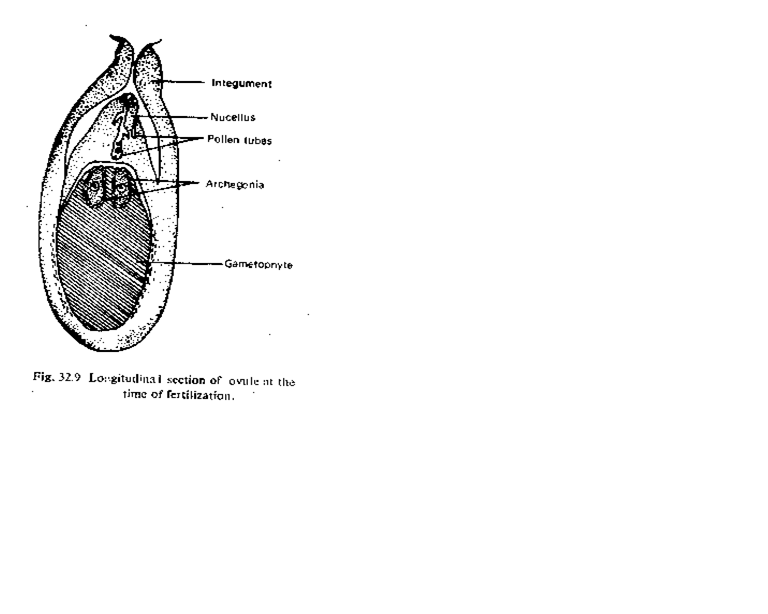 Integument
Nucellus
Pollen tubes
Archegonia
Gametophyte
Fig. 32.9 Longitudinal section of ovule at the
time of fertilization.